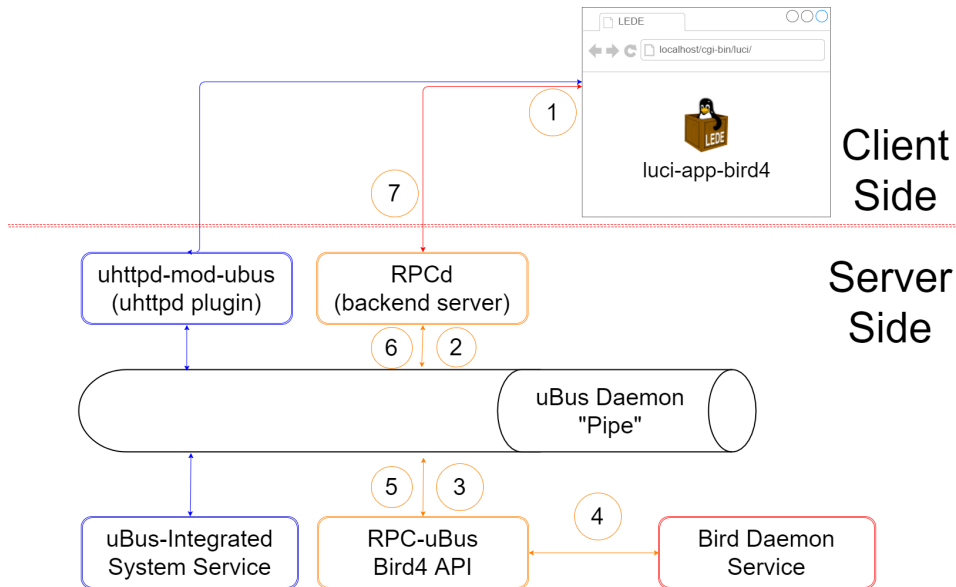 LEDE
localhost/cgi-bin/luci/
LEDE
luci-app-bird4
1
7
Client
Side
Server
Side
uhttpd-mod-ubus
(uhttpd plugin)
RPCd
(backend server)
6
2
uBus Daemon
"Pipe"
5
3
4
uBus-Integrated
System Service
RPC-uBus
Bird4 API
Bird Daemon
Service